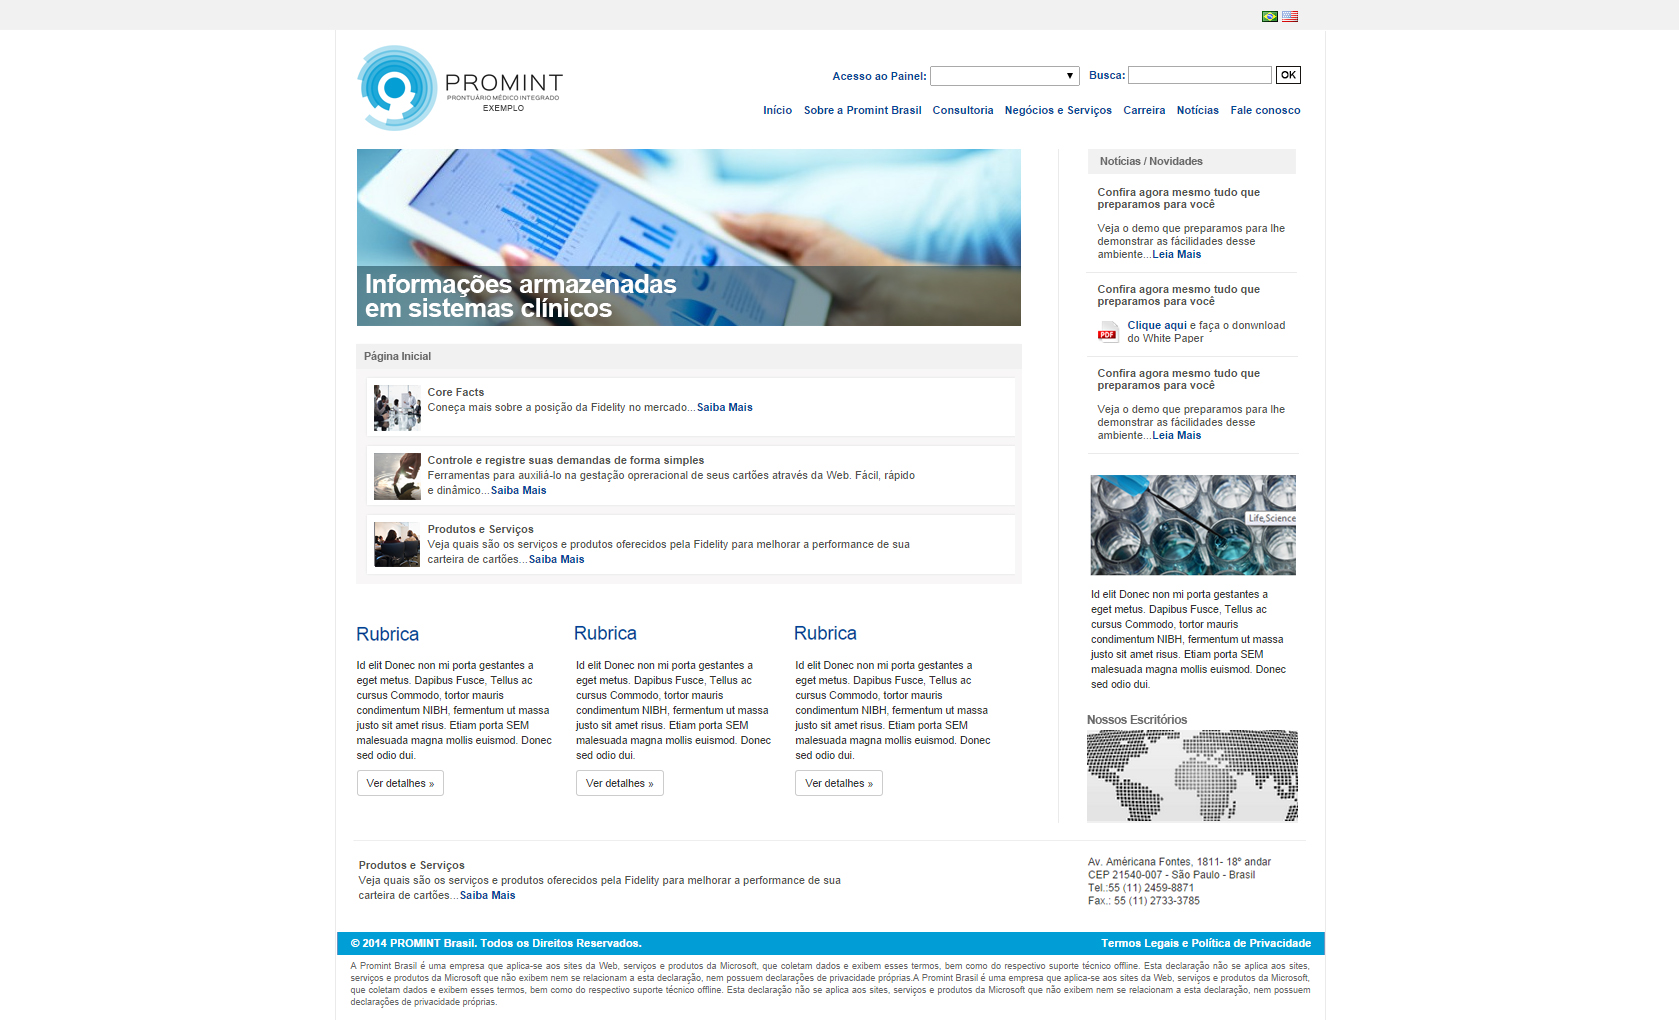 PROMINT
PRONTUÁRIO MÉDICO INTEGRADO
EXEMPLO
Acesso ao Painel:
Busca:
OK
Início Sobre a Promint Brasil Consultoria Negócios e Serviços Carreira Notícias Fale conosco
Informações armazenadas
em sistemas clínicos
Página Inicial
Core Facts
Coneça mais sobre a posição da Fidelity no mercado...Saiba Mais
Controle e registre suas demandas de forma simples
Ferramentas para auxiliá-lo na gestação opreracional de seus cartões através da Web. Fácil, rápido
e dinâmico...Saiba Mais
Produtos e Serviços
Veja quais são os serviços e produtos oferecidos pela Fidelity para melhorar a performance de sua
carteira de cartões...Saiba Mais
Rubrica
Id elit Donec non mi porta gestantes a
eget metus. Dapibus Fusce, Tellus ac
cursus Commodo, tortor mauris
condimentum NIBH, fermentum ut massa
justo sit amet risus. Etiam porta SEM
malesuada magna mollis euismod. Donec
sed odio dui.
Ver detalhes »
Rubrica
Id elit Donec non mi porta gestantes a
eget metus. Dapibus Fusce, Tellus ac
cursus Commodo, tortor mauris
condimentum NIBH, fermentum ut massa
justo sit amet risus. Etiam porta SEM
malesuada magna mollis euismod. Donec
sed odio dui.
Ver detalhes »
Rubrica
Id elit Donec non mi porta gestantes a
eget metus. Dapibus Fusce, Tellus ac
cursus Commodo, tortor mauris
condimentum NIBH, fermentum ut massa
justo sit amet risus. Etiam porta SEM
malesuada magna mollis euismod. Donec
sed odio dui.
Ver detalhes »
Notícias / Novidades
Confira agora mesmo tudo que
preparamos para você
Veja o demo que preparamos para lhe
demonstrar as fácilidades desse
ambiente...Leia Mais
Confira agora mesmo tudo que
preparamos para você
PDF
Clique aqui e faça o donwnload
do White Paper
Confira agora mesmo tudo que
preparamos para você
Veja o demo que preparamos para lhe
demonstrar as fácilidades desse
ambiente...Leia Mais
Life,Science
Id elit Donec non mi porta gestantes a
eget metus. Dapibus Fusce, Tellus ac
cursus Commodo, tortor mauris
condimentum NIBH, fermentum ut massa
justo sit amet risus. Etiam porta SEM
malesuada magna mollis euismod. Donec
sed odio dui.
Nossos Escritórios
Produtos e Serviços
Veja quais são os serviços e produtos oferecidos pela Fidelity para melhorar a performance de sua
carteira de cartões...Saiba Mais
Av. Américana Fontes, 1811- 18º andar
CEP 21540-007 - São Paulo - Brasil
Tel.:55 (11) 2459-8871
Fax.: 55 (11) 2733-3785
© 2014 PROMINT Brasil. Todos os Direitos Reservados.
Termos Legais e Política de Privacidade
A Promint Brasil é uma empresa que aplica-se aos sites da Web, serviços e produtos da Microsoft, que coletam dados e exibem esses termos, bem como do respectivo suporte técnico offline. Esta declaração não se aplica aos sites,
serviços e produtos da Microsoft que não exibem nem se relacionam a esta declaração, nem possuem declarações de privacidade próprias.A Promint Brasil é uma empresa que aplica-se aos sites da Web, serviços e produtos da Microsoft,
que coletam dados e exibem esses termos, bem como do respectivo suporte técnico offline. Esta declaração não se aplica aos sites, serviços e produtos da Microsoft que não exibem nem se relacionam a esta declaração, nem possuem
declarações de privacidade próprias.